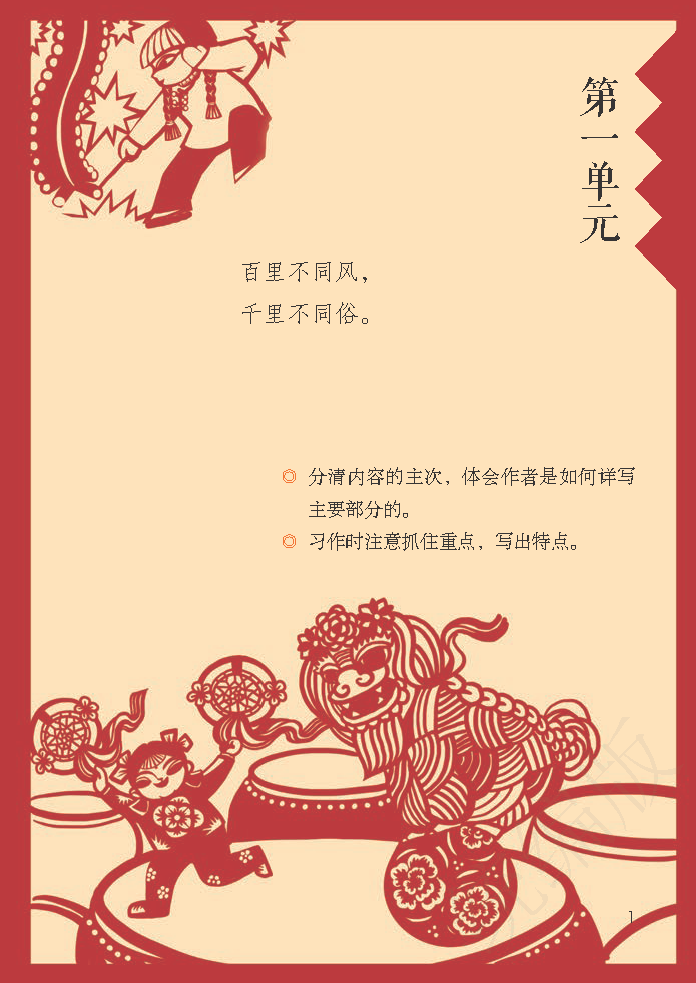 第一单元
百里不同风，
千里不同俗。
◎ 分清内容的主次，体会作者是如何详写
主要部分的。
◎ 习作时注意抓住重点，写出特点。
1